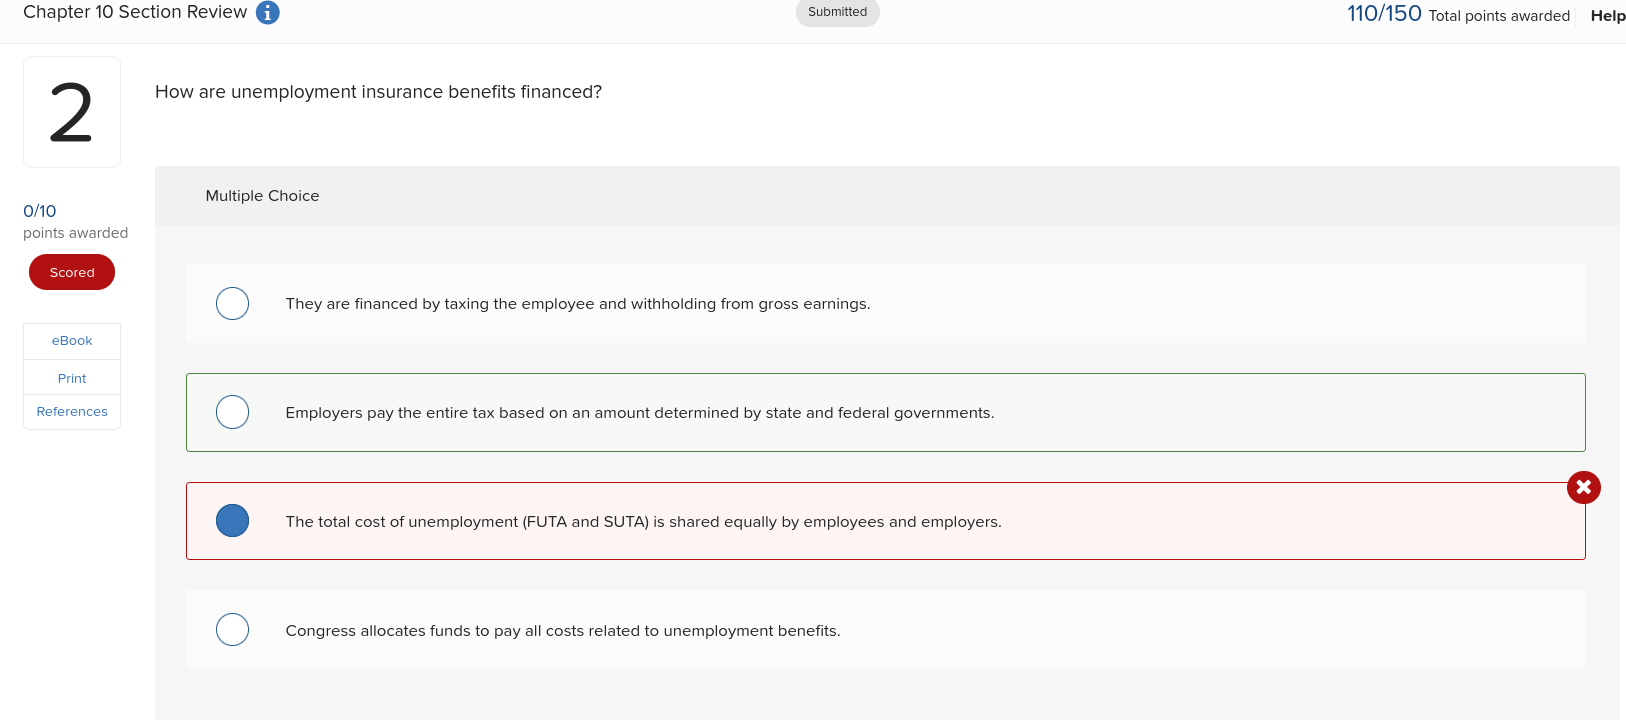 Chapter 10 Section Review
Submitted
110/150 Total points awarded
Help
2
How are unemployment insurance benefits financed?
0/10
points awarded
Scored
eBook
Print
References
Multiple Choice
They are financed by taxing the employee and withholding from gross earnings.
Employers pay the entire tax based on an amount determined by state and federal governments.
The total cost of unemployment (FUTA and SUTA) is shared equally by employees and employers.
Congress allocates funds to pay all costs related to unemployment benefits.